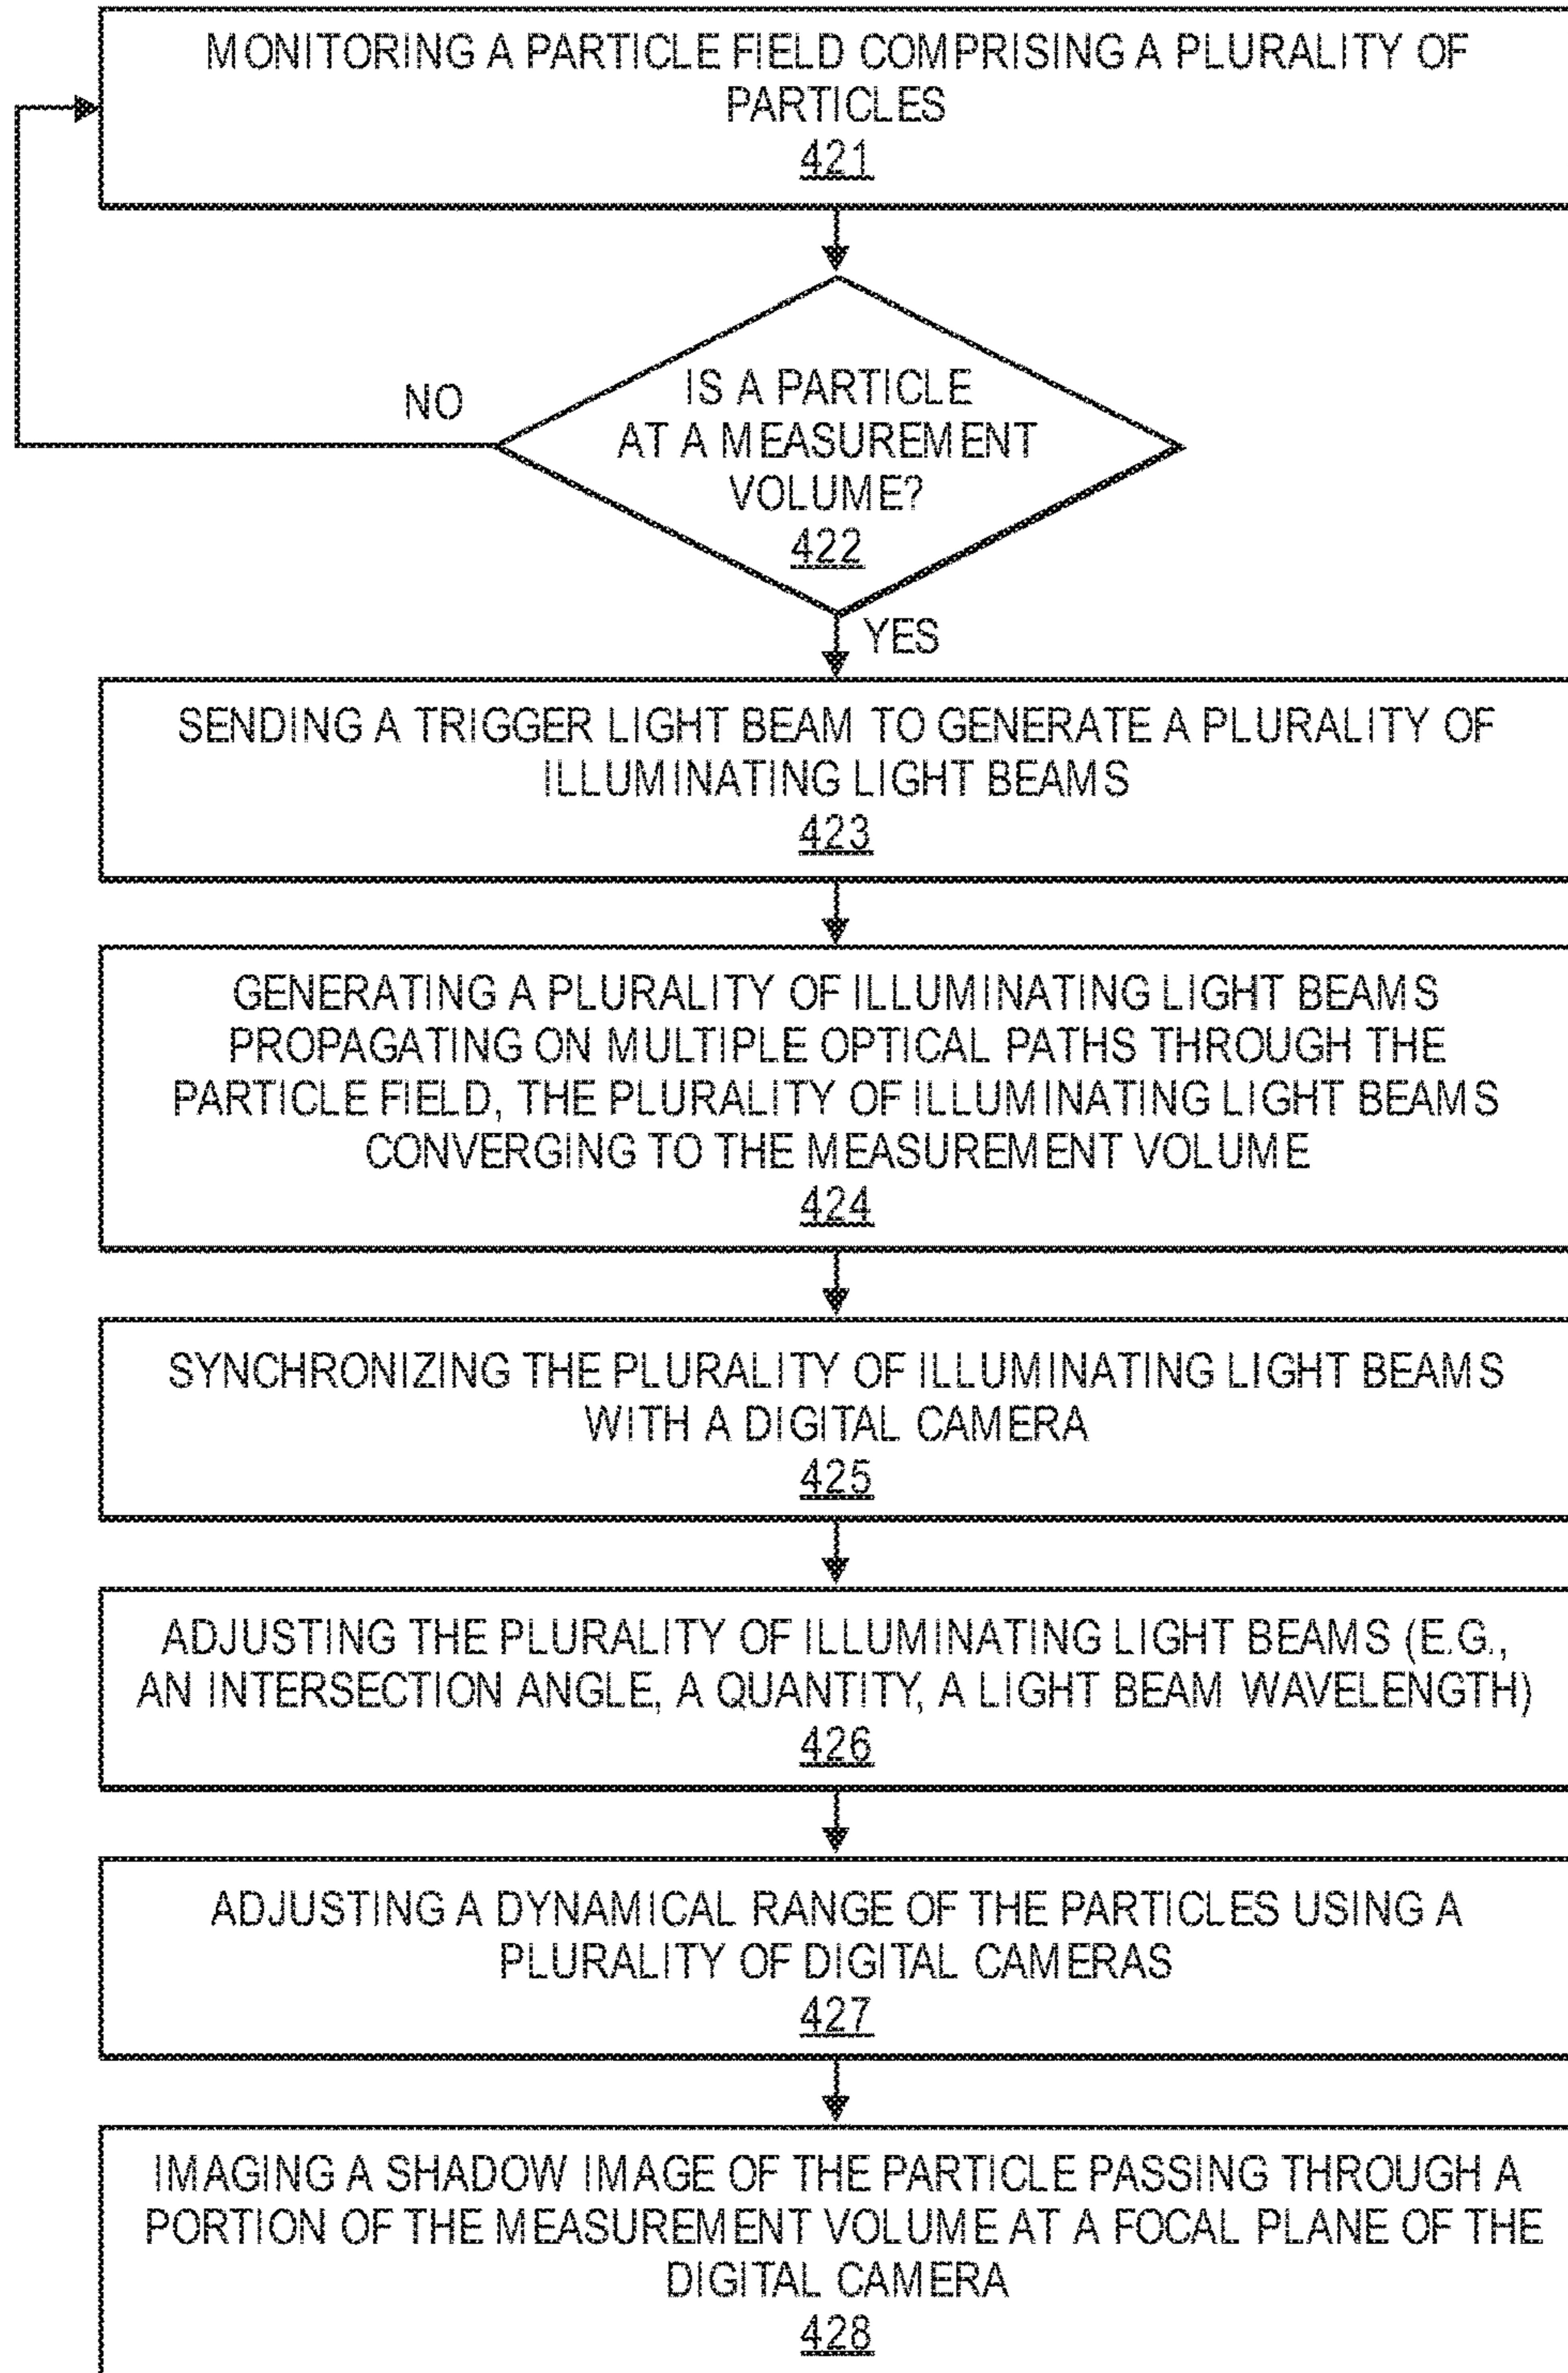 MONITORING A PARTICLE FIELD COMPRISING A PLURALITY OF
PARTICLES
421
IS A PARTICLE
AT A MEASUREMENT
VOLUME?
422
NO
YES
SENDING A TRIGGER LIGHT BEAM TO GENERATE A PLURALITY OF
ILLUMINATING LIGHT BEAMS
423
GENERATING A PLURALITY OF ILLUMINATING LIGHT BEAMS
PROPAGATING ON MULTIPLE OPTICAL PATHS THROUGH THE
PARTICLE FIELD, THE PLURALITY OF ILLUMINATING LIGHT BEAMS
CONVERGING TO THE MEASUREMENT VOLUME
424
SYNCHRONIZING THE PLURALITY OF ILLUMINATING LIGHT BEAMS
WITH A DIGITAL CAMERA
425
ADJUSTING THE PLURALITY OF ILLUMINATING LIGHT BEAMS (E.G.,
AN INTERSECTION ANGLE, A QUANTITY, A LIGHT BEAM WAVELENGTH)
426
ADJUSTING A DYNAMICAL RANGE OF THE PARTICLES USING A
PLURALITY OF DIGITAL CAMERAS
427
IMAGING A SHADOW IMAGE OF THE PARTICLE PASSING THROUGH A
PORTION OF THE MEASUREMENT VOLUME AT A FOCAL PLANE OF THE
DIGITAL CAMERA
428